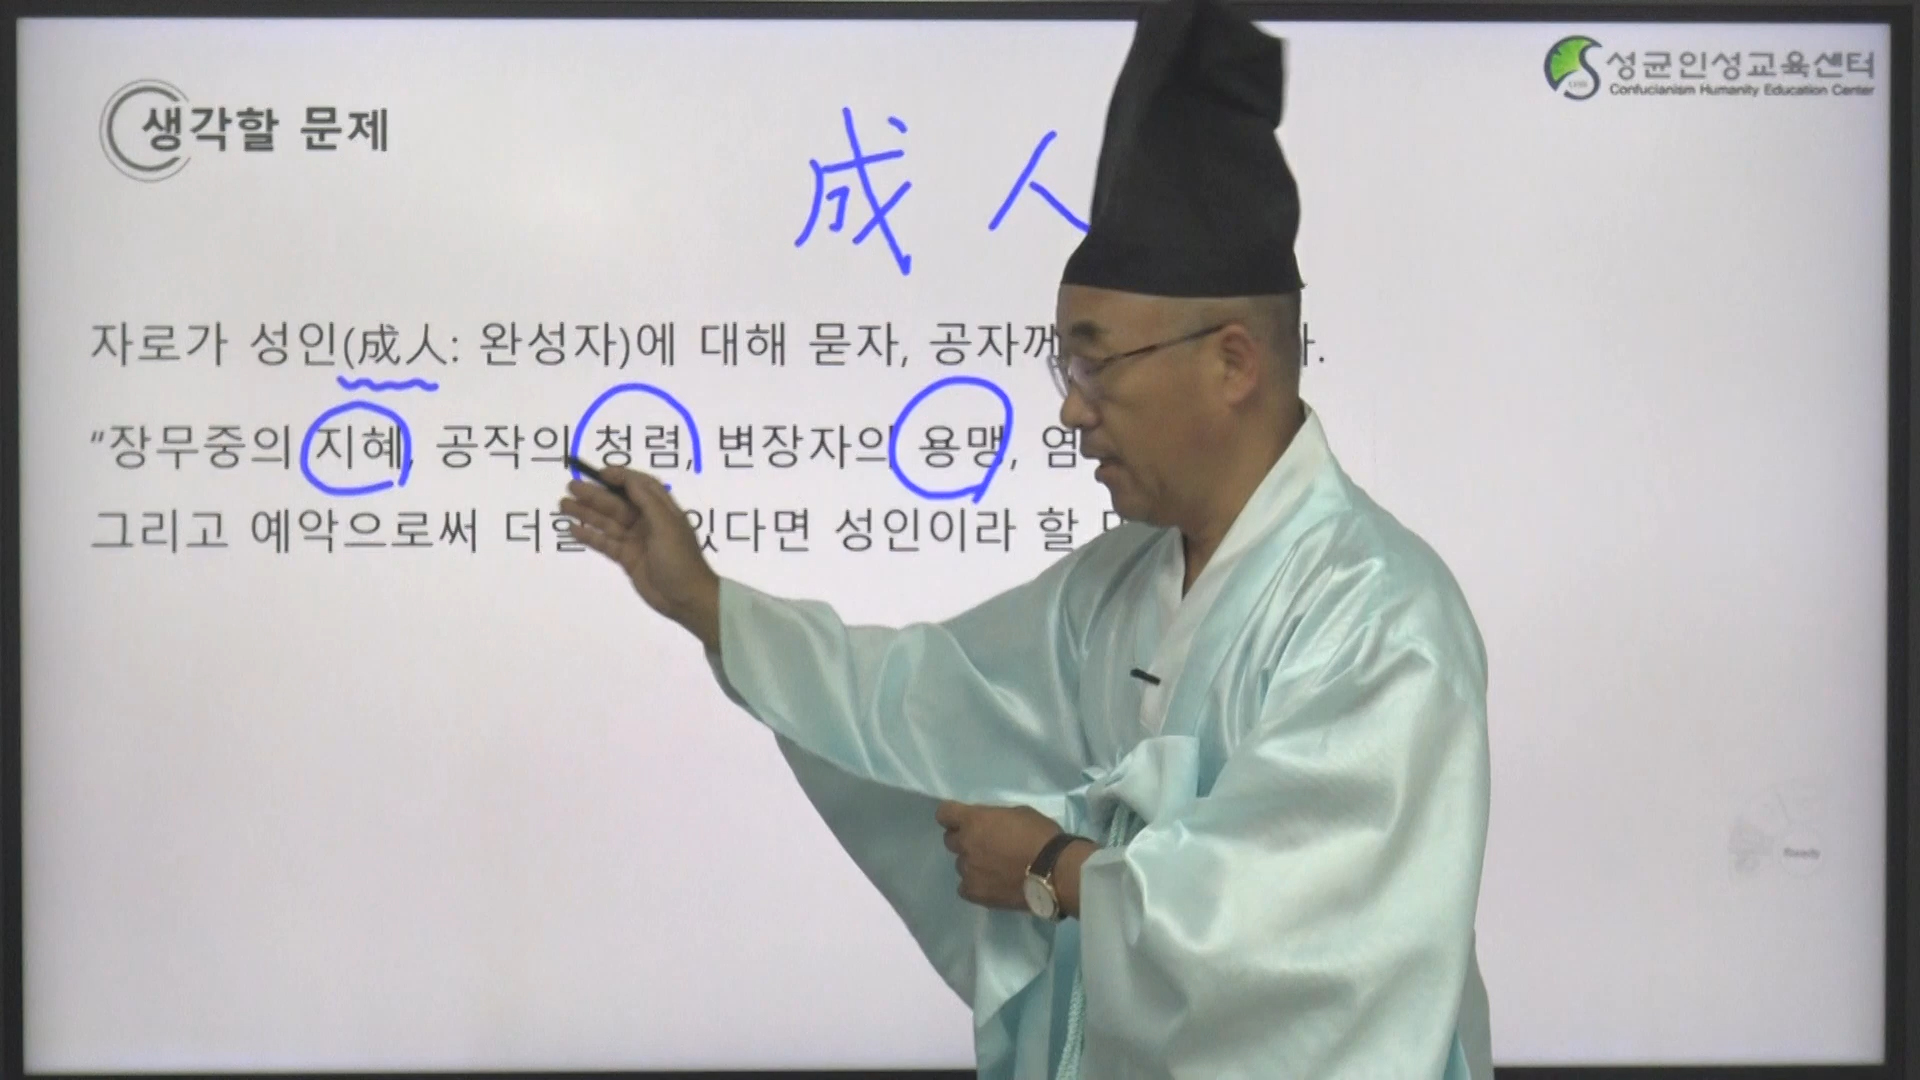 성균인성교육센터
Confucianism Humanity Education Center
생각할 문제
成人
자로가 성인(成人: 완성자)에 대해 묻자, 공자께
“장무중의 지혜, 공작의 청렴, 변장자의 용맹, 염
그리고 예악으로써 더할 있다면 성인이라 할
Ready